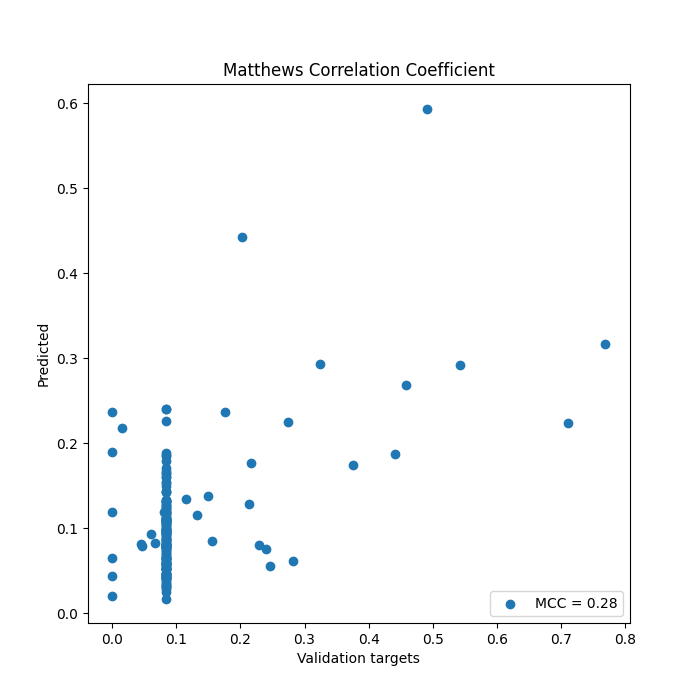 Matthews Correlation Coefficient
0.6
0.5
0.4
0.3
0.2
0.1
0.0
Predicted
MCC = 0.28
0.0 0.1 0.2 0.3 0.4 0.5 0.6 0.7 0.8
Validation targets